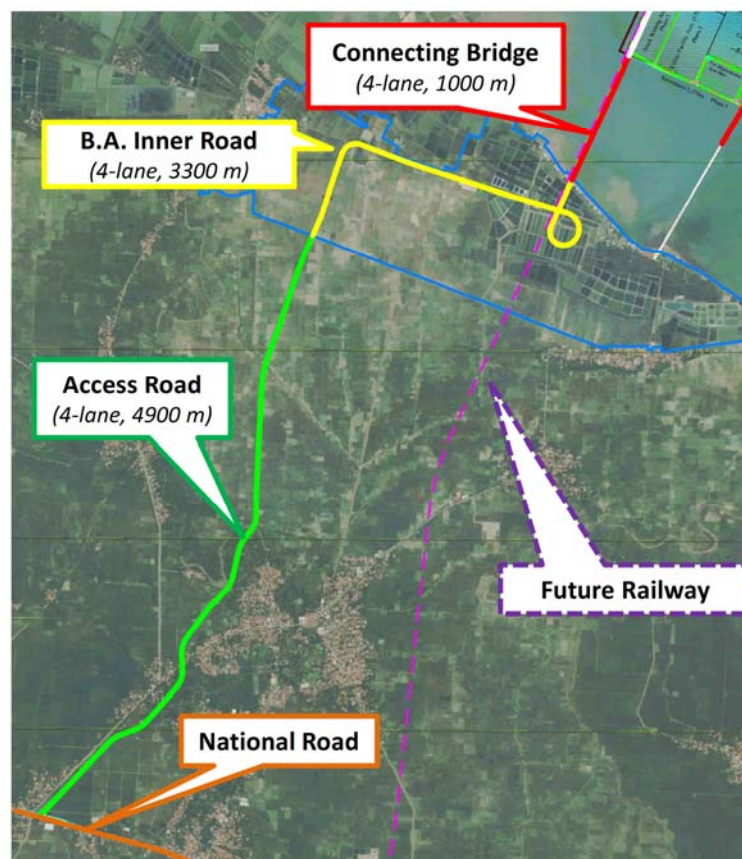 Connecting Bridge
(4-lane, 1000 m)
B.A. Inner Road
(4-lane, 3300 m)
Access Road
(4-lane, 4900 m)
Future Railway
National Road